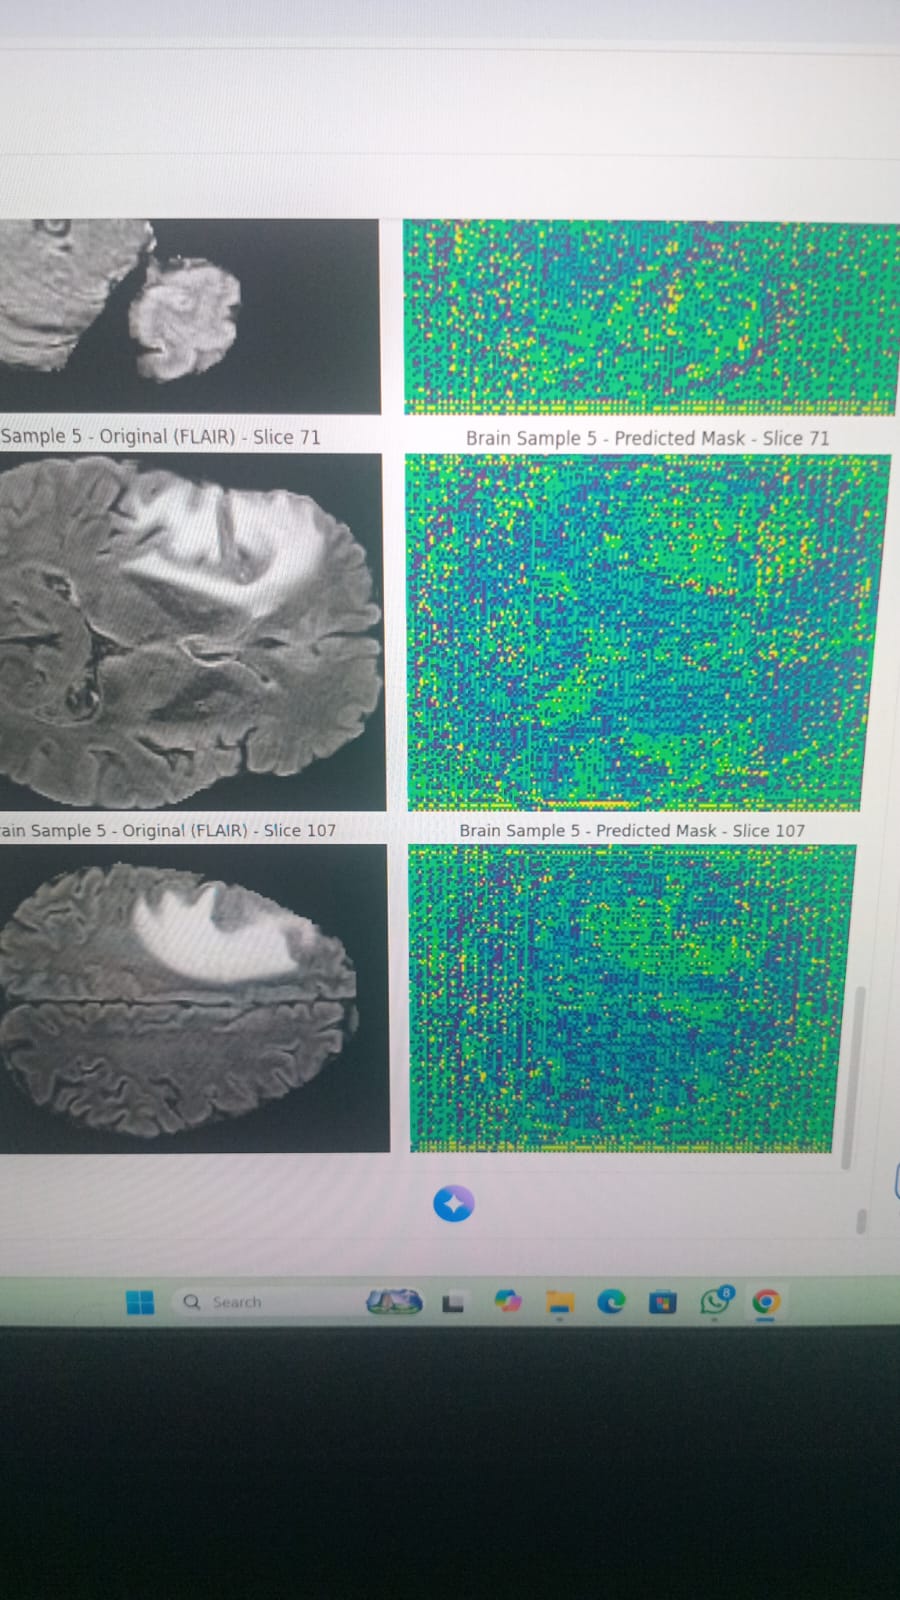 Sample 5 - Original (FLAIR) - Slice 71
Brain Sample 5 - Predicted Mask - Slice 71
ain Sample 5 - Original (FLAIR) - Slice 107
Brain Sample 5 - Predicted Mask - Slice 107
Search
8